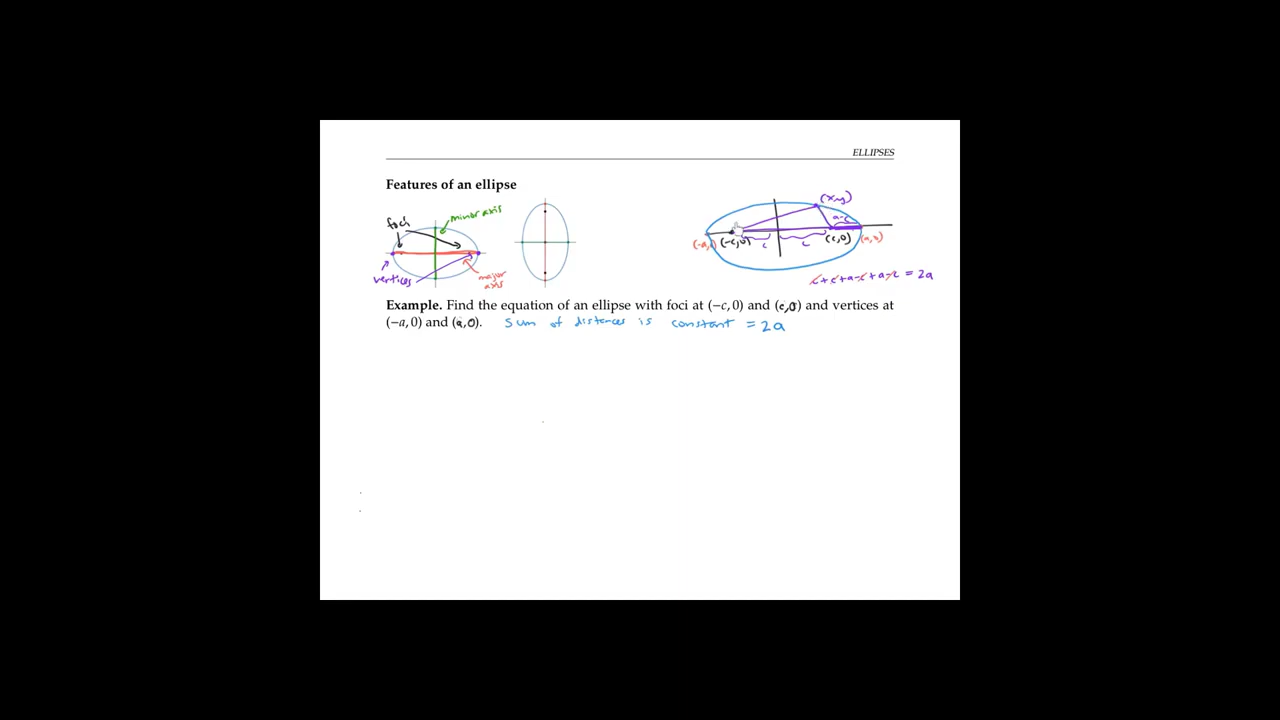 ELLIPSES
Features of an ellipse
foci
minor axis
vertices
major
axis
(x,y)
a-c
(-a,0) (-c,0) c c (c,0) (a,0)
c+c+a-c+a-c = 2a
Example. Find the equation of an ellipse with foci at (−c, 0) and (c,0) and vertices at
(−a, 0) and (a,0). Sum of distances is constant = 2a